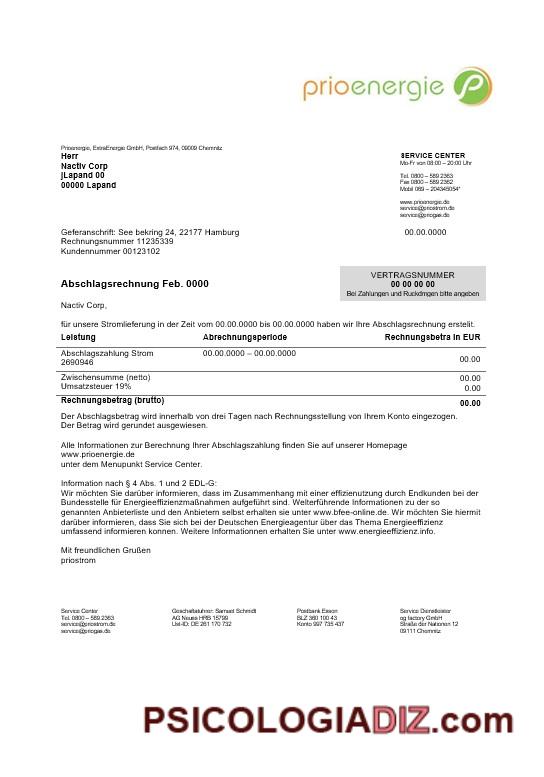 prioenergie
Prioenergie, ExtraEnergie GmbH, Postfach 974, 09009 Chemnitz
Herr
Nactiv Corp
jLapand 00
00000 Lapand
SERVICE CENTER
Mo-Fr von 08:00 – 20:00 Uhr
Tel. 0800 – 589 2363
Fax 0800 – 589 2362
Mobil 069 – 204345054*
www.prioenergie.de
service@priostrom.de
service@priogas.de
Geferanschrift: See bekring 24, 22177 Hamburg
Rechnungsnummer 11235339
Kundennummer 00123102
00.00.0000
VERTRAGSNUMMER
00 00 00 00
Bei Zahlungen und Ruckdmgen bitte angeben
Abschlagsrechnung Feb. 0000
Nactiv Corp,
für unsere Stromlieferung in der Zeit vom 00.00.0000 bis 00.00.0000 haben wir Ihre Abschlagsrechnung erstelit.
Leistung Abrechnungsperiode Rechnungsbetra in EUR
Abschlagszahlung Strom 00.00.0000 – 00.00.0000
2690946 00.00
Zwischensumme (netto) 00.00
Umsatzsteuer 19% 0.00
Rechnungsbetrag (brutto) 00.00
Der Abschlagsbetrag wird innerhalb von drei Tagen nach Rechnungsstellung von Ihrem Konto eingezogen.
Der Betrag wird gerundet ausgewiesen.
Alle Informationen zur Berechnung Ihrer Abschlagszahlung finden Sie auf unserer Homepage
www.prioenergie.de
unter dem Menupunkt Service Center.
Information nach § 4 Abs. 1 und 2 EDL-G:
Wir möchten Sie darüber informieren, dass im Zusammenhang mit einer effizienutzung durch Endkunden bei der
Bundesstelle für Energieeffizienzmaßnahmen aufgeführt sind. Weiterführende Informationen zu der so
genannten Anbieterliste und den Anbietern selbst erhalten sie unter www.bfee-online.de. Wir möchten Sie hiermit
darüber informieren, dass Sie sich bei der Deutschen Energieagentur über das Thema Energieeffizienz
umfassend informieren konnen. Weitere Informationnen erhalten Sie unter www.energieeffizienz.info.
Mit freundlichen Grußen
priostrom
Service Center
Tel. 0800 – 589 2363
service@priostrom.de
service@priogas.de
Geschaftsfuhrer: Samuel Schmidt
AG Neuss HRB 15799
Ust-ID: DE 261 170 732
Postbank Essen
BLZ 360 100 43
Konto 997 735 437
Service Dienstleister
og factory GmbH
Straße der Nationen 12
09111 Chemnitz
PSICOLOGIADIZ.com